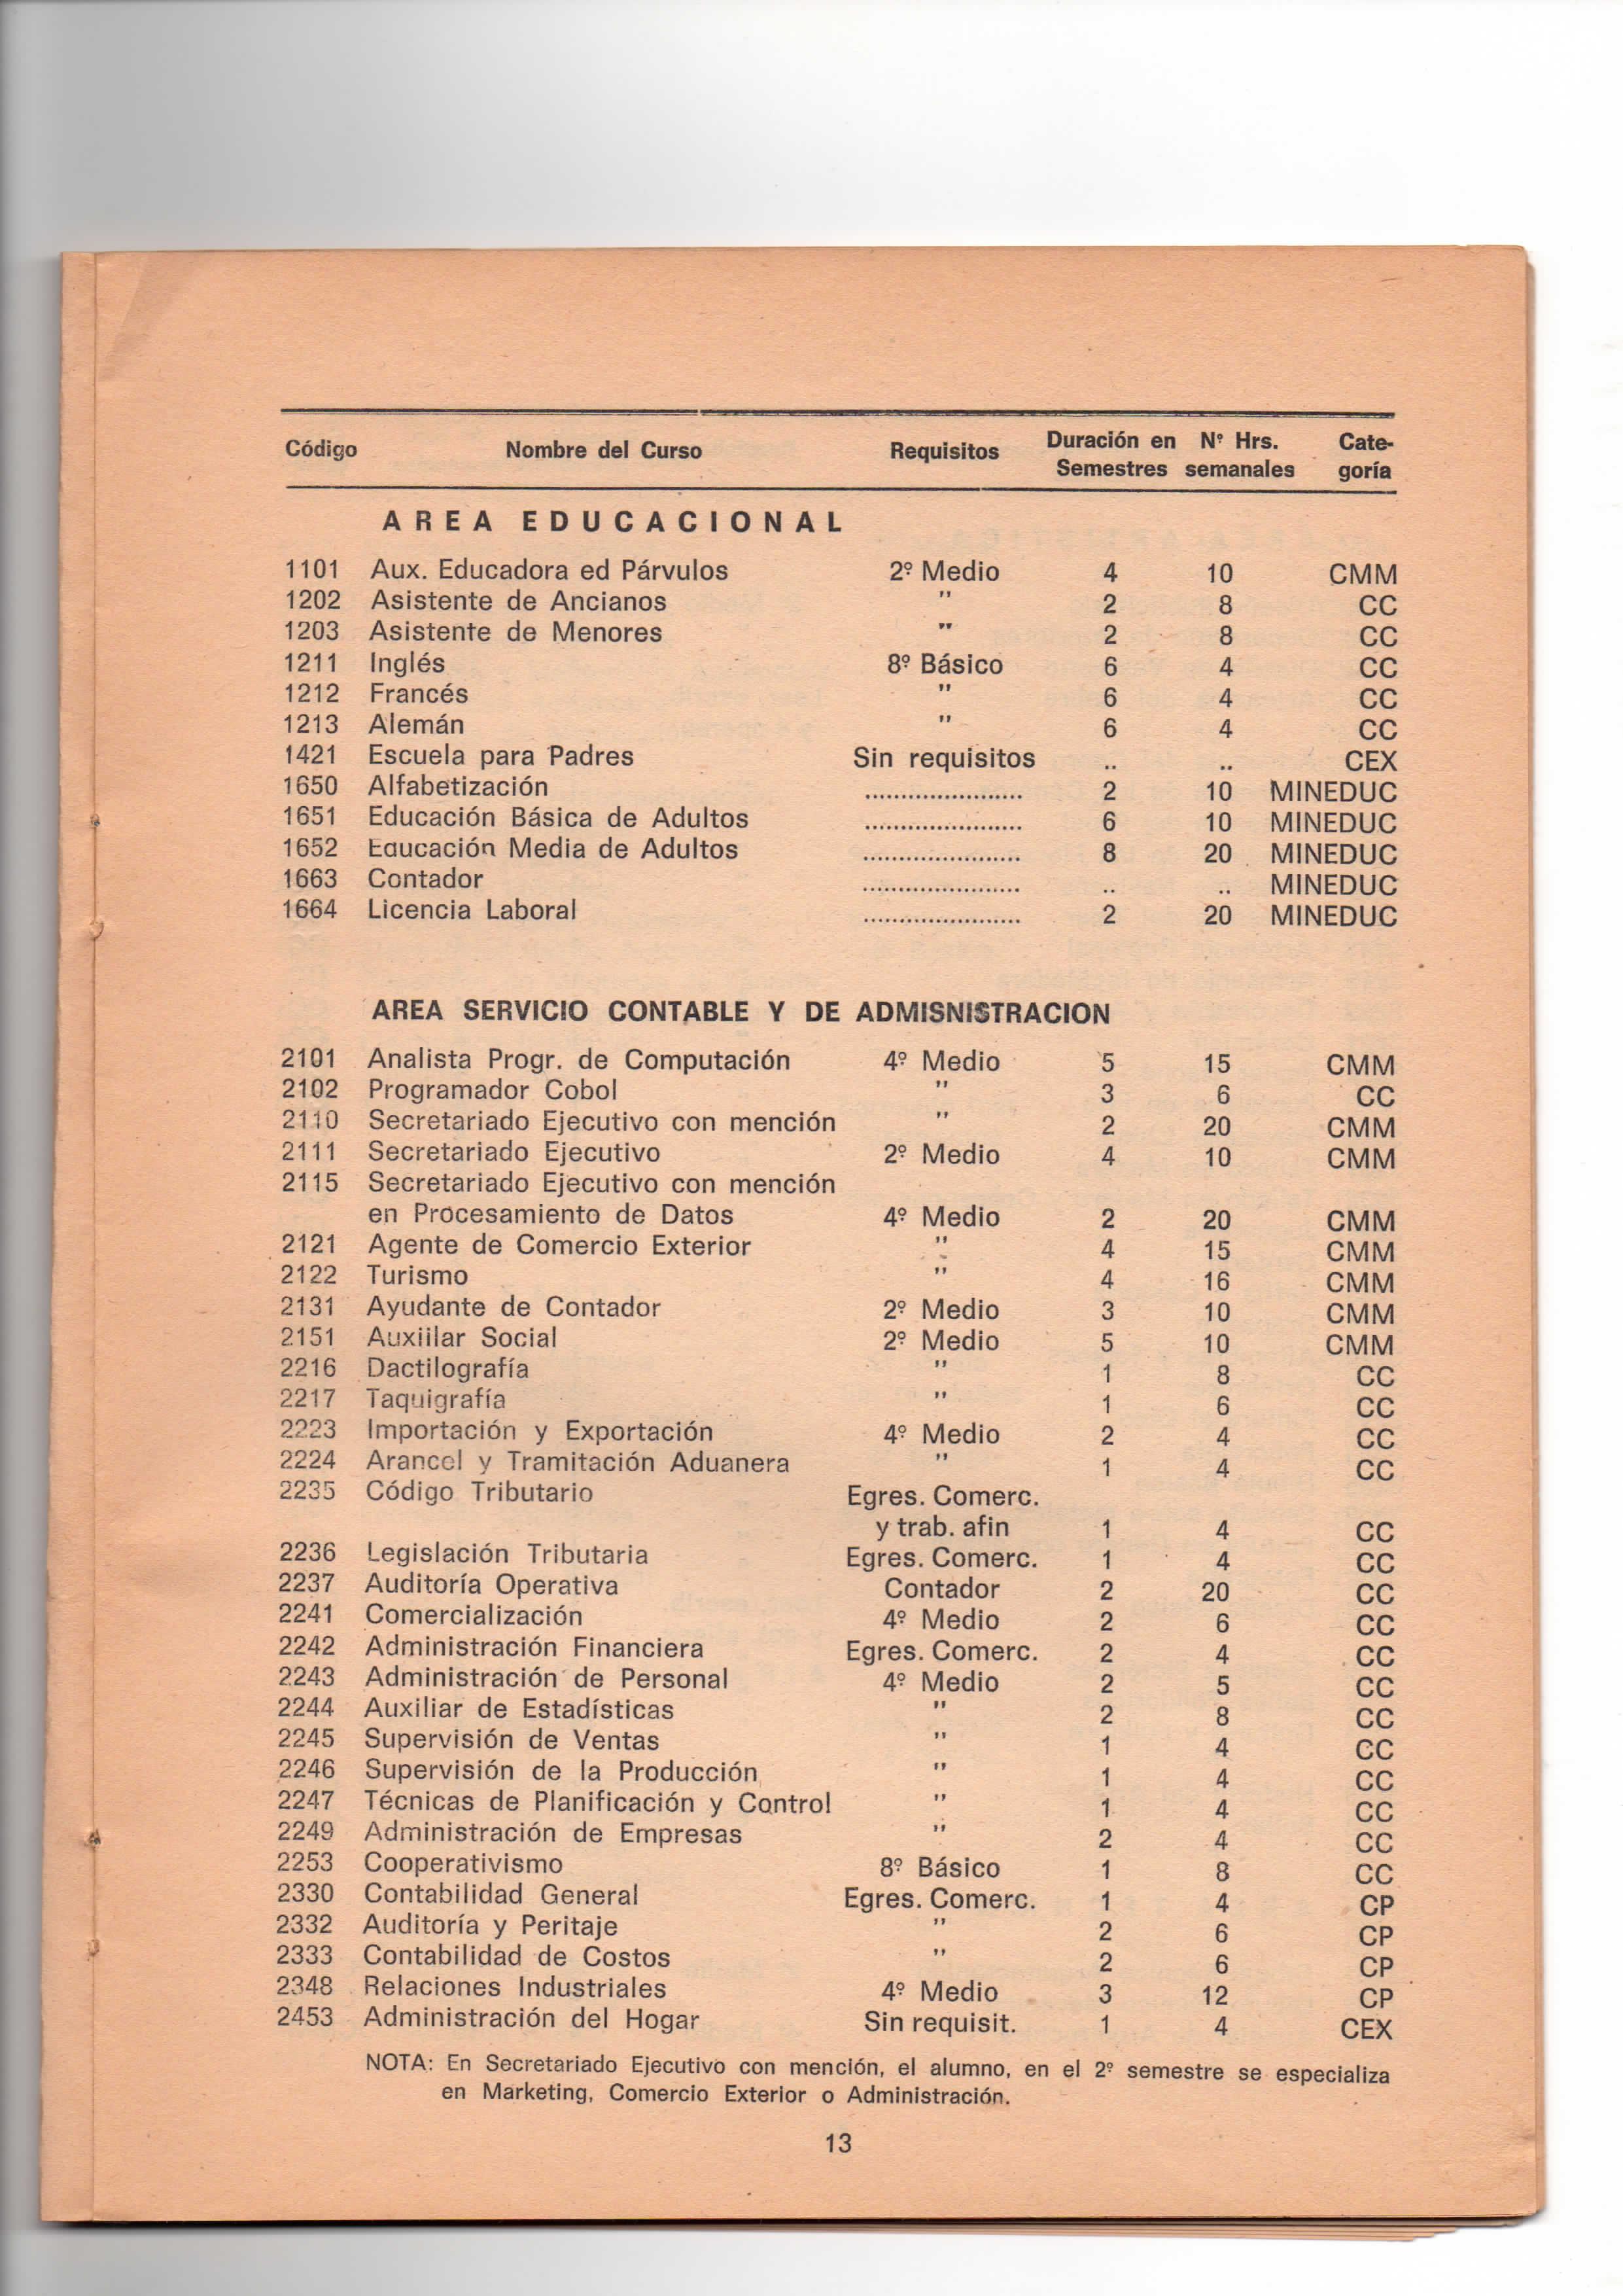 Código Nombre del Curso Requisitos Duración en Semestres Nº Hrs. semanales Cate-goría
AREA EDUCACIONAL
1101 Aux. Educadora ed Párvulos 2º Medio 4 10 CMM
1202 Asistente de Ancianos " 2 8 CC
1203 Asistente de Menores " 2 8 CC
1211 Inglés 8º Básico 6 4 CC
1212 Francés " 6 4 CC
1213 Alemán " 6 4 CC
1421 Escuela para Padres Sin requisitos .. .. CEX
1650 Alfabetización ...................... 2 10 MINEDUC
1651 Educación Básica de Adultos ...................... 6 10 MINEDUC
1652 Educación Media de Adultos ...................... 8 20 MINEDUC
1663 Contador ...................... .. .. MINEDUC
1664 Licencia Laboral ...................... 2 20 MINEDUC
AREA SERVICIO CONTABLE Y DE ADMISNISTRACION
2101 Analista Progr. de Computación 4º Medio 5 15 CMM
2102 Programador Cobol " 3 6 CC
2110 Secretariado Ejecutivo con mención " 2 20 CMM
2111 Secretariado Ejecutivo 2º Medio 4 10 CMM
2115 Secretariado Ejecutivo con mención
en Procesamiento de Datos 4º Medio 2 20 CMM
2121 Agente de Comercio Exterior " 4 15 CMM
2122 Turismo " 4 16 CMM
2131 Ayudante de Contador 2º Medio 3 10 CMM
2151 Auxiilar Social 2º Medio 5 10 CMM
2216 Dactilografía " 1 8 CC
2217 Taquigrafía " 1 6 CC
2223 Importación y Exportación 4º Medio 2 4 CC
2224 Arancel y Tramitación Aduanera " 1 4 CC
2235 Código Tributario Egres. Comerc.
y trab. afin 1 4 CC
2236 Legislación Tributaria Egres. Comerc. 1 4 CC
2237 Auditoría Operativa Contador 2 20 CC
2241 Comercialización 4º Medio 2 6 CC
2242 Administración Financiera Egres. Comerc. 2 4 CC
2243 Administración de Personal 4º Medio 2 5 CC
2244 Auxiliar de Estadísticas " 2 8 CC
2245 Supervisión de Ventas " 1 4 CC
2246 Supervisión de la Producción " 1 4 CC
2247 Técnicas de Planificación y Control " 1 4 CC
2249 Administración de Empresas " 2 4 CC
2253 Cooperativismo 8º Básico 1 8 CC
2330 Contabilidad General Egres. Comerc. 1 4 CP
2332 Auditoría y Peritaje " 2 6 CP
2333 Contabilidad de Costos " 2 6 CP
2348 Relaciones Industriales 4º Medio 3 12 CP
2453 Administración del Hogar Sin requisit. 1 4 CEX
NOTA: En Secretariado Ejecutivo con mención, el alumno, en el 2º semestre se especializa
en Marketing, Comercio Exterior o Administración.
13